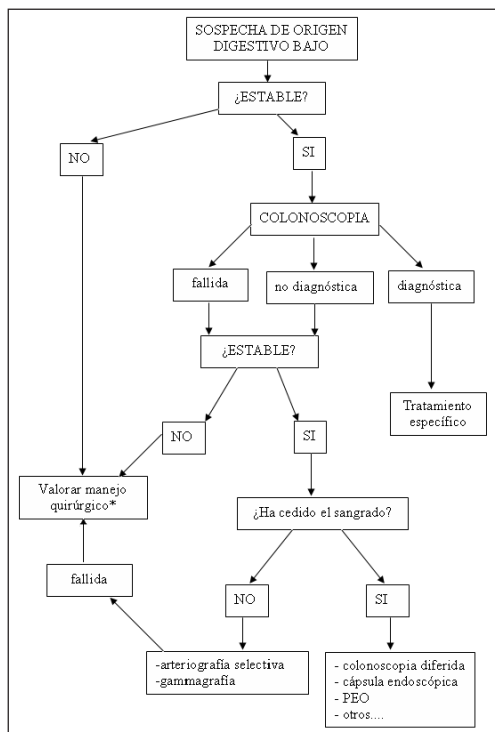 SOSPECHA DE ORIGEN
DIGESTIVO BAJO
¿ESTABLE?
NO
SI
COLONOSCOPIA
fallida
no diagnóstica
diagnóstica
¿ESTABLE?
Tratamiento
específico
NO
SI
Valorar manejo
quirúrgico*
¿Ha cedido el sangrado?
fallida
NO
SI
-arteriografía selectiva
-gammagrafía
- colonoscopia diferida
- cápsula endoscópica
- PEO
- otros....